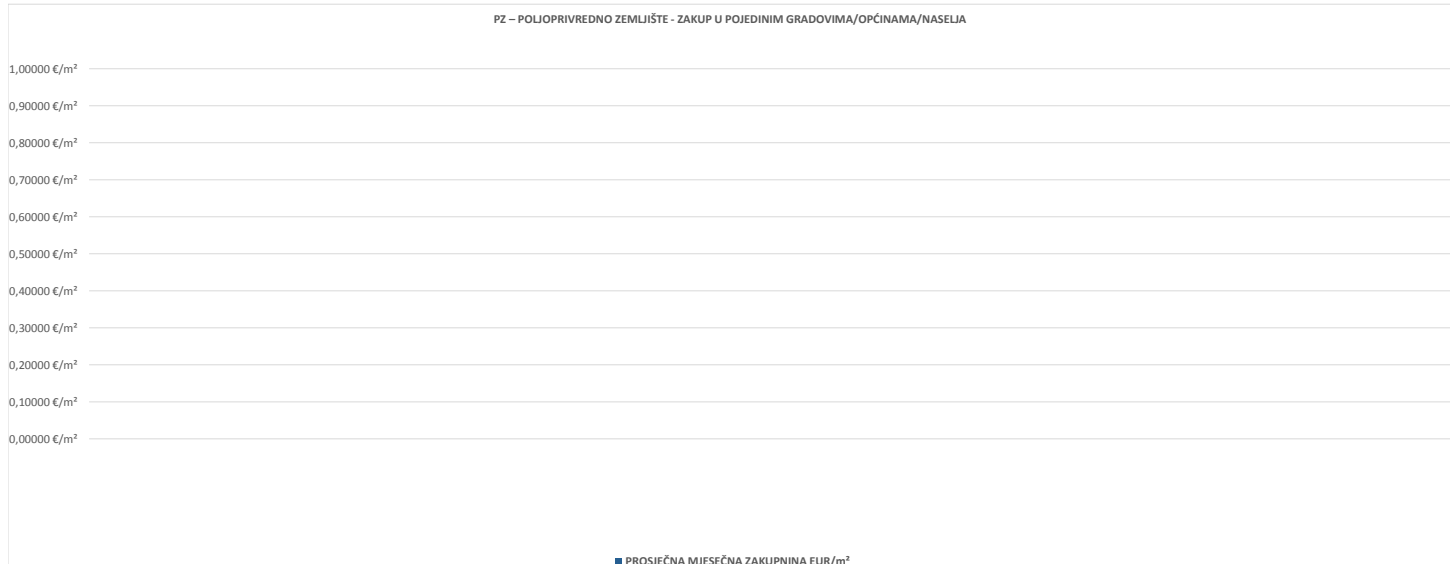 PZ – POLJOPRIVREDNO ZEMLJIŠTE - ZAKUP U POJEDINIM GRADOVIMA/OPĆINAMA/NASELJA
1,00000 €/m²
0,90000 €/m²
0,80000 €/m²
0,70000 €/m²
0,60000 €/m²
0,50000 €/m²
0,40000 €/m²
0,30000 €/m²
0,20000 €/m²
0,10000 €/m²
0,00000 €/m²
PROSJEČNA MJESEČNA ZAKUPNINA EUR/m²